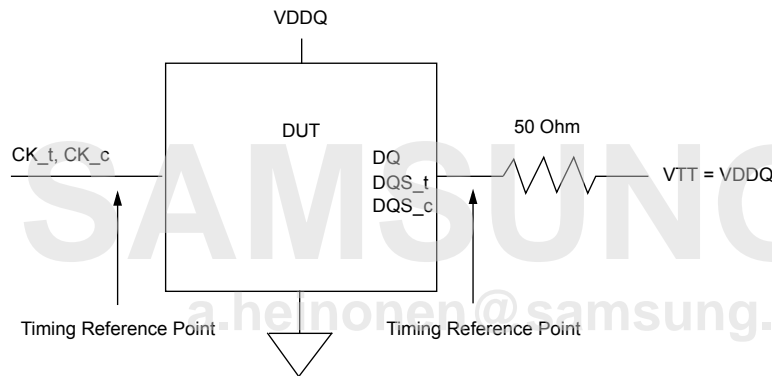 VDDQ
DUT
50 Ohm
CK_t, CK_c
DQ
DQS_t
DQS_c
VTT = VDDQ
SAMSUNG
a.heinonen@samsung.
Timing Reference Point
Timing Reference Point